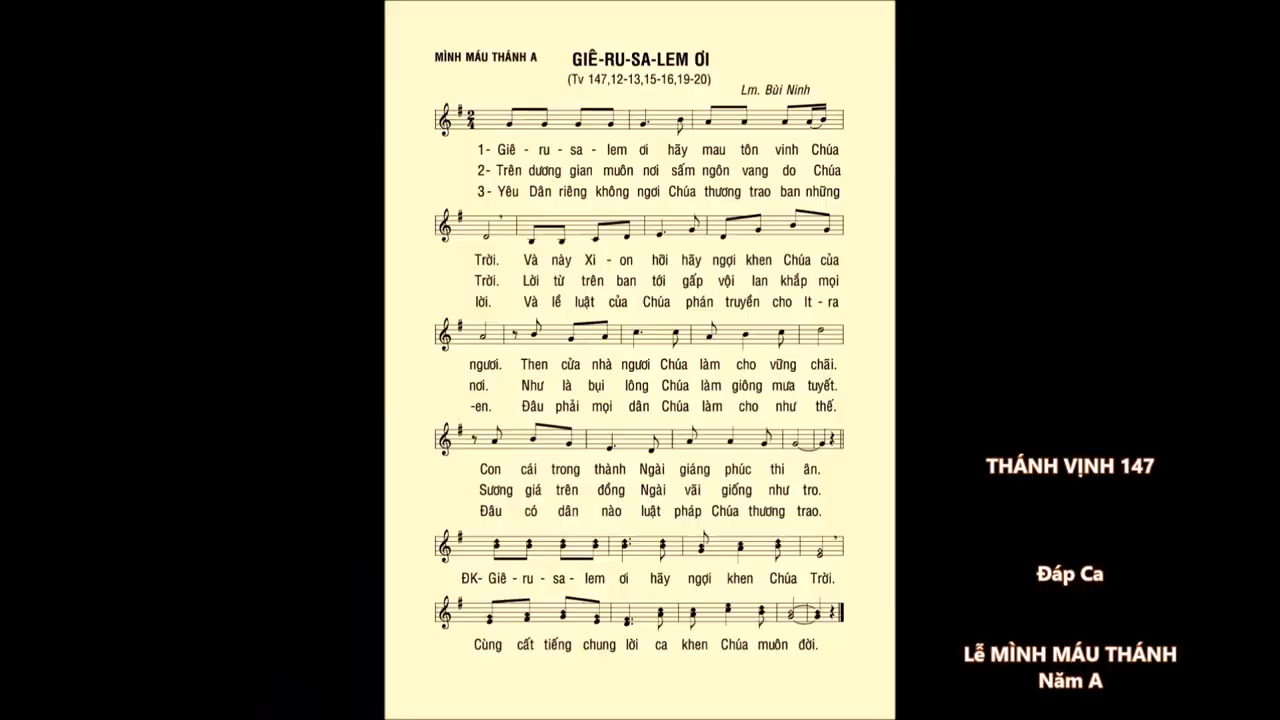 MÌNH MÁU THÁNH A
GIÊ-RU-SA-LEM ƠI
(Tv 147,12-13,15-16,19-20)
Lm. Bùi Ninh
1- Giê - ru - sa - lem ơi hãy mau tôn vinh Chúa
2- Trên dương gian muôn nơi sấm ngôn vang do Chúa
3- Yêu Dân riêng không ngơi Chúa thương trao ban những
Trời. Và này Xi - on hỡi hãy ngợi khen Chúa của
Trời. Lời từ trên ban tới gấp vội lan khắp mọi
lời. Và lề luật của Chúa phán truyền cho It - ra
ngươi. Then cửa nhà ngươi Chúa làm cho vững chãi.
nơi. Như là bụi lông Chúa làm giông mưa tuyết.
-en. Đâu phải mọi dân Chúa làm cho như thế.
Con cái trong thành Ngài giáng phúc thi ân.
Sương giá trên đồng Ngài vãi giống như tro.
Đâu có dân nào luật pháp Chúa thương trao.
ĐK- Giê - ru - sa - lem ơi hãy ngợi khen Chúa Trời.
Cùng cất tiếng chung lời ca khen Chúa muôn đời.
THÁNH VỊNH 147
Đáp Ca
Lễ MÌNH MÁU THÁNH
Năm A